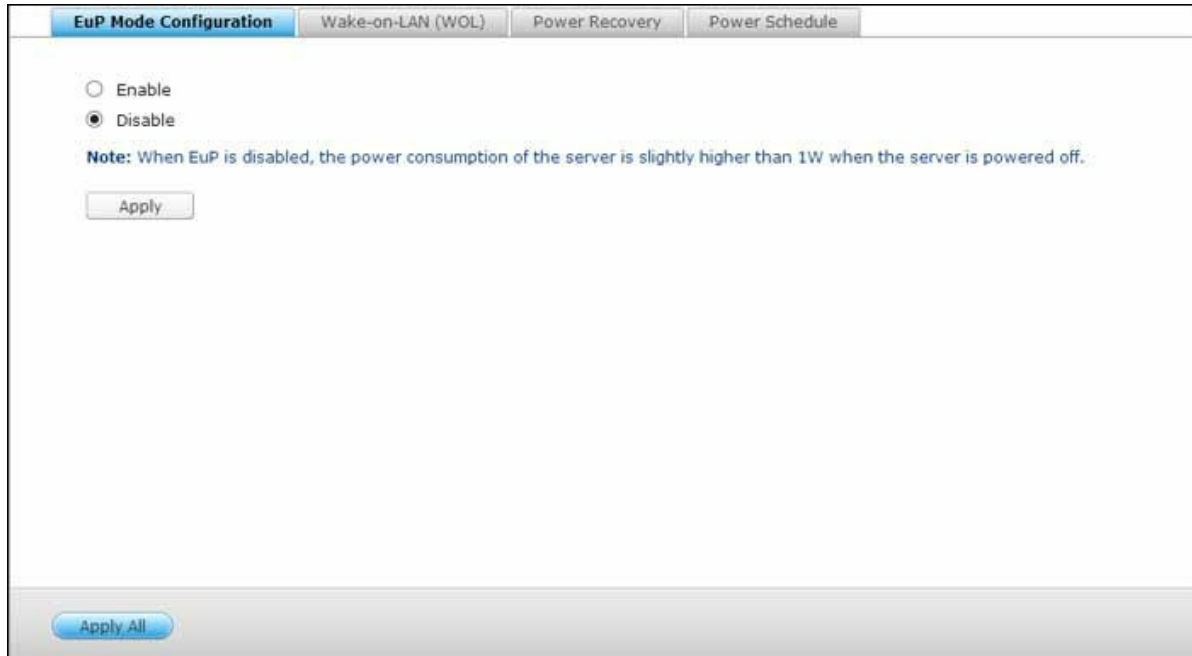 EuP Mode Configuration Wake-on-LAN (WOL) Power Recovery Power Schedule
Enable
Disable
Note: When EuP is disabled, the power consumption of the server is slightly higher than 1W when the server is powered off.
Apply
Apply All